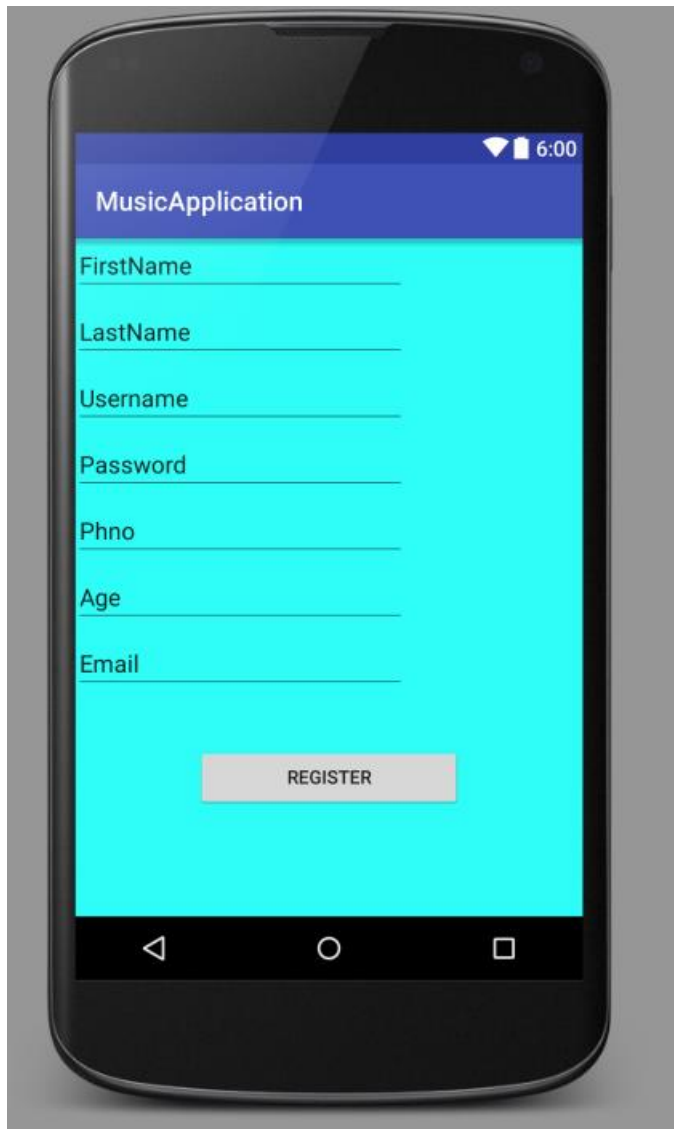 6:00
MusicApplication
FirstName
LastName
Username
Password
Phno
Age
Email
REGISTER